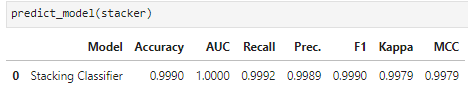 predict_model(stacker)
Model Accuracy AUC Recall Prec. F1 Kappa MCC
0 Stacking Classifier 0.9990 1.0000 0.9992 0.9989 0.9990 0.9979 0.9979